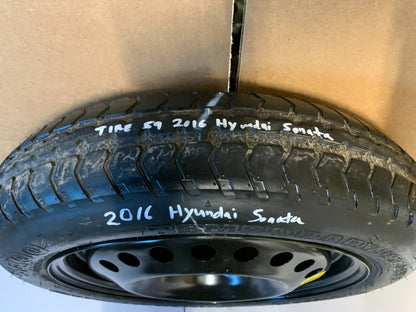 TIRE 59 2016 Hyundai Sonata
2016 Hyundai Sonata